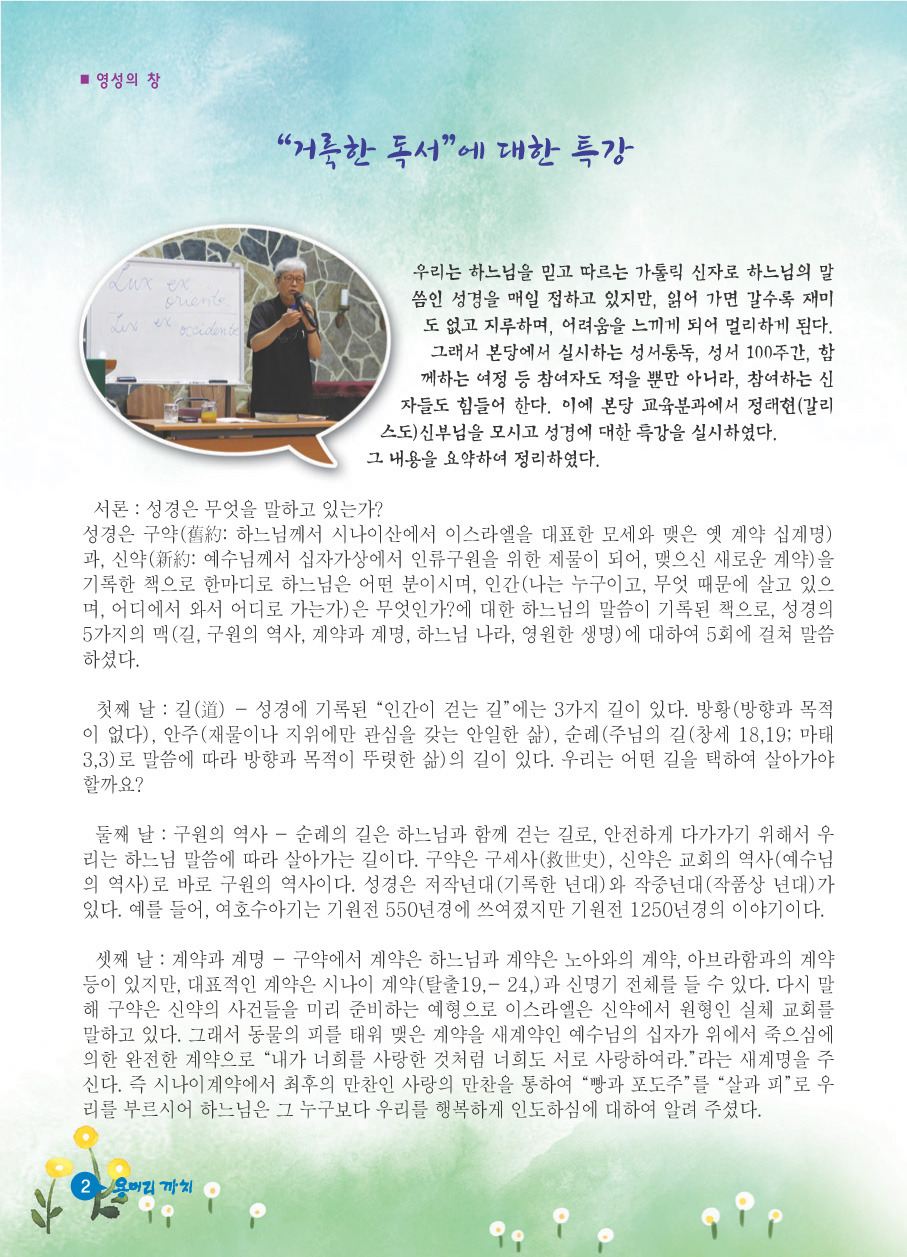 ■ 영성의 창
“거룩한 독서”에 대한 특강
Lux ex
oriente
Lux ex
occidente
우리는 하느님을 믿고 따르는 가톨릭 신자로 하느님의 말
씀인 성경을 매일 접하고 있지만, 읽어 가면 갈수록 재미
도 없고 지루하며, 어려움을 느끼게 되어 멀리하게 된다.
그래서 본당에서 실시하는 성서통독, 성서 100주간, 함
께하는 여정 등 참여자도 적을 뿐만 아니라, 참여하는 신
자들도 힘들어 한다. 이에 본당 교육분과에서 정태현(갈리
스도)신부님을 모시고 성경에 대한 특강을 실시하였다.
그 내용을 요약하여 정리하였다.
서론 : 성경은 무엇을 말하고 있는가?
성경은 구약(舊約: 하느님께서 시나이산에서 이스라엘을 대표한 모세와 맺은 옛 계약 십계명)
과, 신약(新約: 예수님께서 십자가상에서 인류구원을 위한 제물이 되어, 맺으신 새로운 계약)을
기록한 책으로 한마디로 하느님은 어떤 분이시며, 인간(나는 누구이고, 무엇 때문에 살고 있으
며, 어디에서 와서 어디로 가는가)은 무엇인가?에 대한 하느님의 말씀이 기록된 책으로, 성경의
5가지의 맥(길, 구원의 역사, 계약과 계명, 하느님 나라, 영원한 생명)에 대하여 5회에 걸쳐 말씀
하셨다.
첫째 날 : 길(道) - 성경에 기록된 “인간이 걷는 길”에는 3가지 길이 있다. 방황(방향과 목적
이 없다), 안주(재물이나 지위에만 관심을 갖는 안일한 삶), 순례(주님의 길(창세 18,19; 마태
3,3)로 말씀에 따라 방향과 목적이 뚜렷한 삶)의 길이 있다. 우리는 어떤 길을 택하여 살아가야
할까요?
둘째 날 : 구원의 역사 - 순례의 길은 하느님과 함께 걷는 길로, 안전하게 다가가기 위해서 우
리는 하느님 말씀에 따라 살아가는 길이다. 구약은 구세사(救世史), 신약은 교회의 역사(예수님
의 역사)로 바로 구원의 역사이다. 성경은 저작년대(기록한 년대)와 작중년대(작품상 년대)가
있다. 예를 들어, 여호수아기는 기원전 550년경에 쓰여졌지만 기원전 1250년경의 이야기이다.
셋째 날 : 계약과 계명 - 구약에서 계약은 하느님과 계약은 노아와의 계약, 아브라함과의 계약
등이 있지만, 대표적인 계약은 시나이 계약(탈출19,- 24,)과 신명기 전체를 들 수 있다. 다시 말
해 구약은 신약의 사건들을 미리 준비하는 예형으로 이스라엘은 신약에서 원형인 실체 교회를
말하고 있다. 그래서 동물의 피를 태워 맺은 계약을 새계약인 예수님의 십자가 위에서 죽으심에
의한 완전한 계약으로 “내가 너희를 사랑한 것처럼 너희도 서로 사랑하여라.”라는 새계명을 주
신다. 즉 시나이계약에서 최후의 만찬인 사랑의 만찬을 통하여 “빵과 포도주”를 “살과 피”로 우
리를 부르시어 하느님은 그 누구보다 우리를 행복하게 인도하심에 대하여 알려 주셨다.
2 용머리 까치